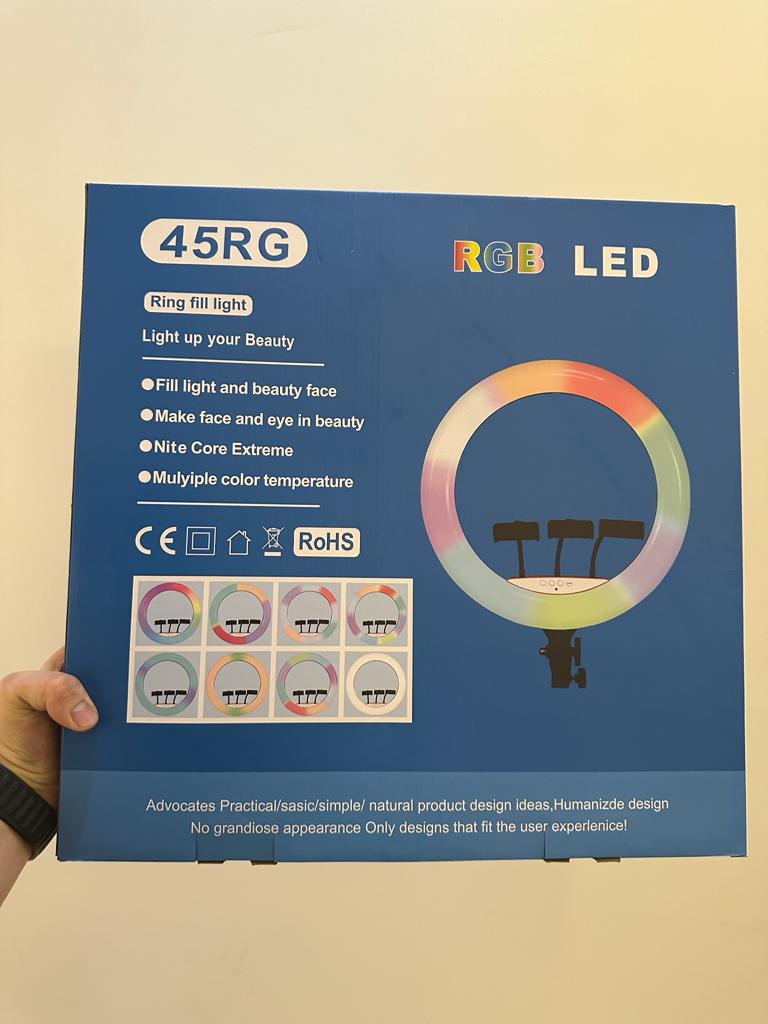 45RG
RGB LED
Ring fill light
Light up your Beauty
●Fill light and beauty face
●Make face and eye in beauty
●Nite Core Extreme
●Mulyiple color temperature
CE RoHS
Advocates Practical/sasic/simple/ natural product design ideas,Humanizde design
No grandiose appearance Only designs that fit the user experlenice!